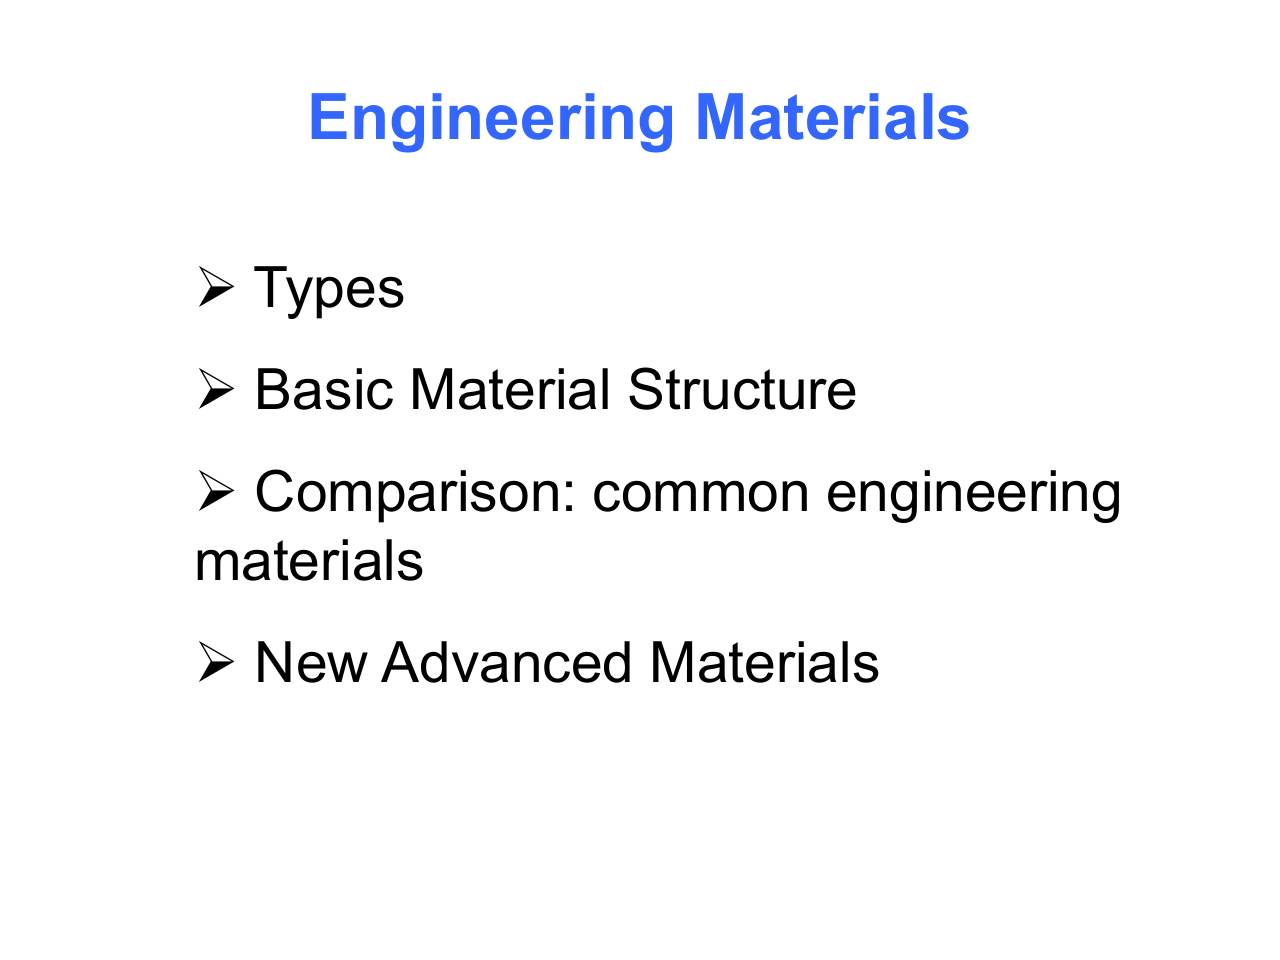 Engineering Materials
➢ Types
➢ Basic Material Structure
➢ Comparison: common engineering
materials
➢ New Advanced Materials